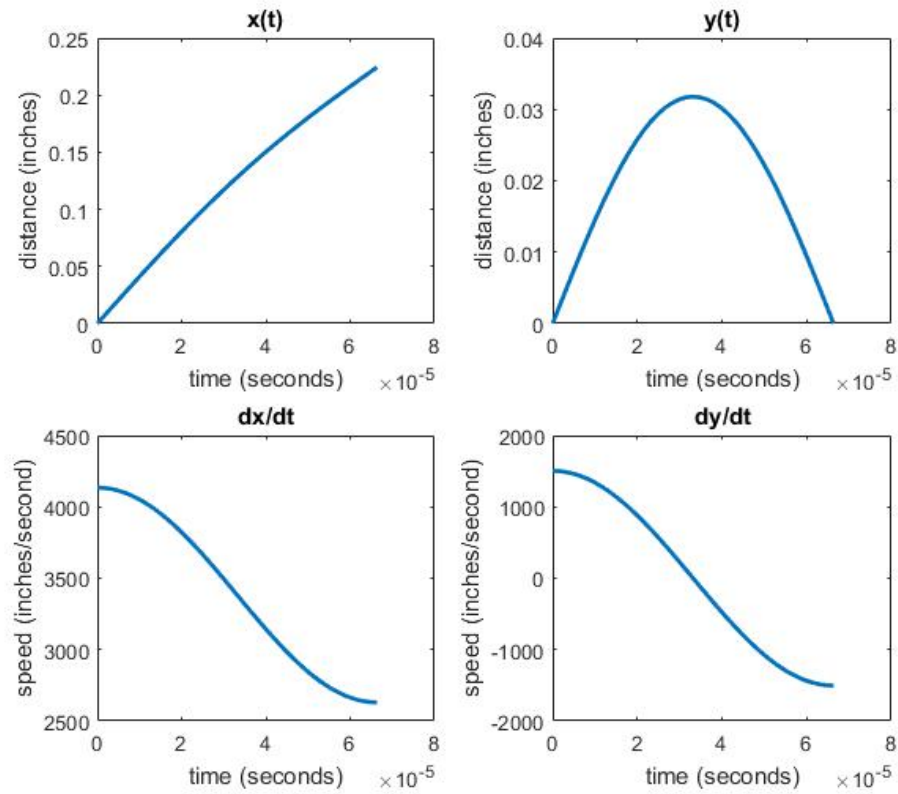 x(t)
0.25
0.2
0.15
0.1
0.05
0
distance (inches)
0 2 4 6 8
time (seconds) ×10-5
y(t)
0.04
0.03
0.02
0.01
0
distance (inches)
0 2 4 6 8
time (seconds) ×10-5
dx/dt
4500
4000
3500
3000
2500
speed (inches/second)
0 2 4 6 8
time (seconds) ×10-5
dy/dt
2000
1000
0
-1000
-2000
speed (inches/second)
0 2 4 6 8
time (seconds) ×10-5